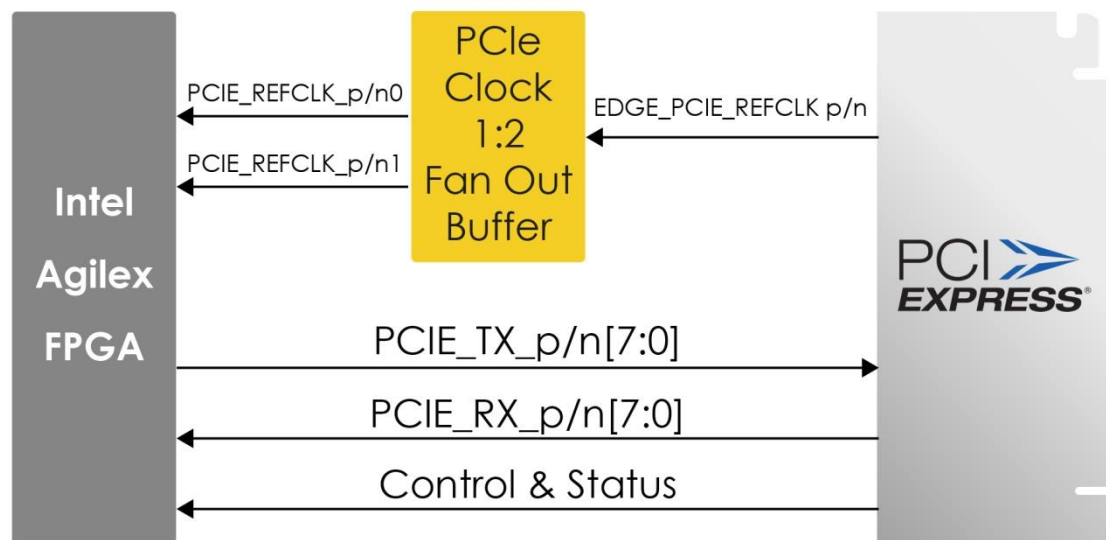 PCIe
Clock
1:2
Fan Out
Buffer
PCIE_REFCLK_p/n0
PCIE_REFCLK_p/n1
EDGE_PCIE_REFCLK p/n
Intel
Agilex
FPGA
PCI
EXPRESS®
PCIE_TX_p/n[7:0]
PCIE_RX_p/n[7:0]
Control & Status